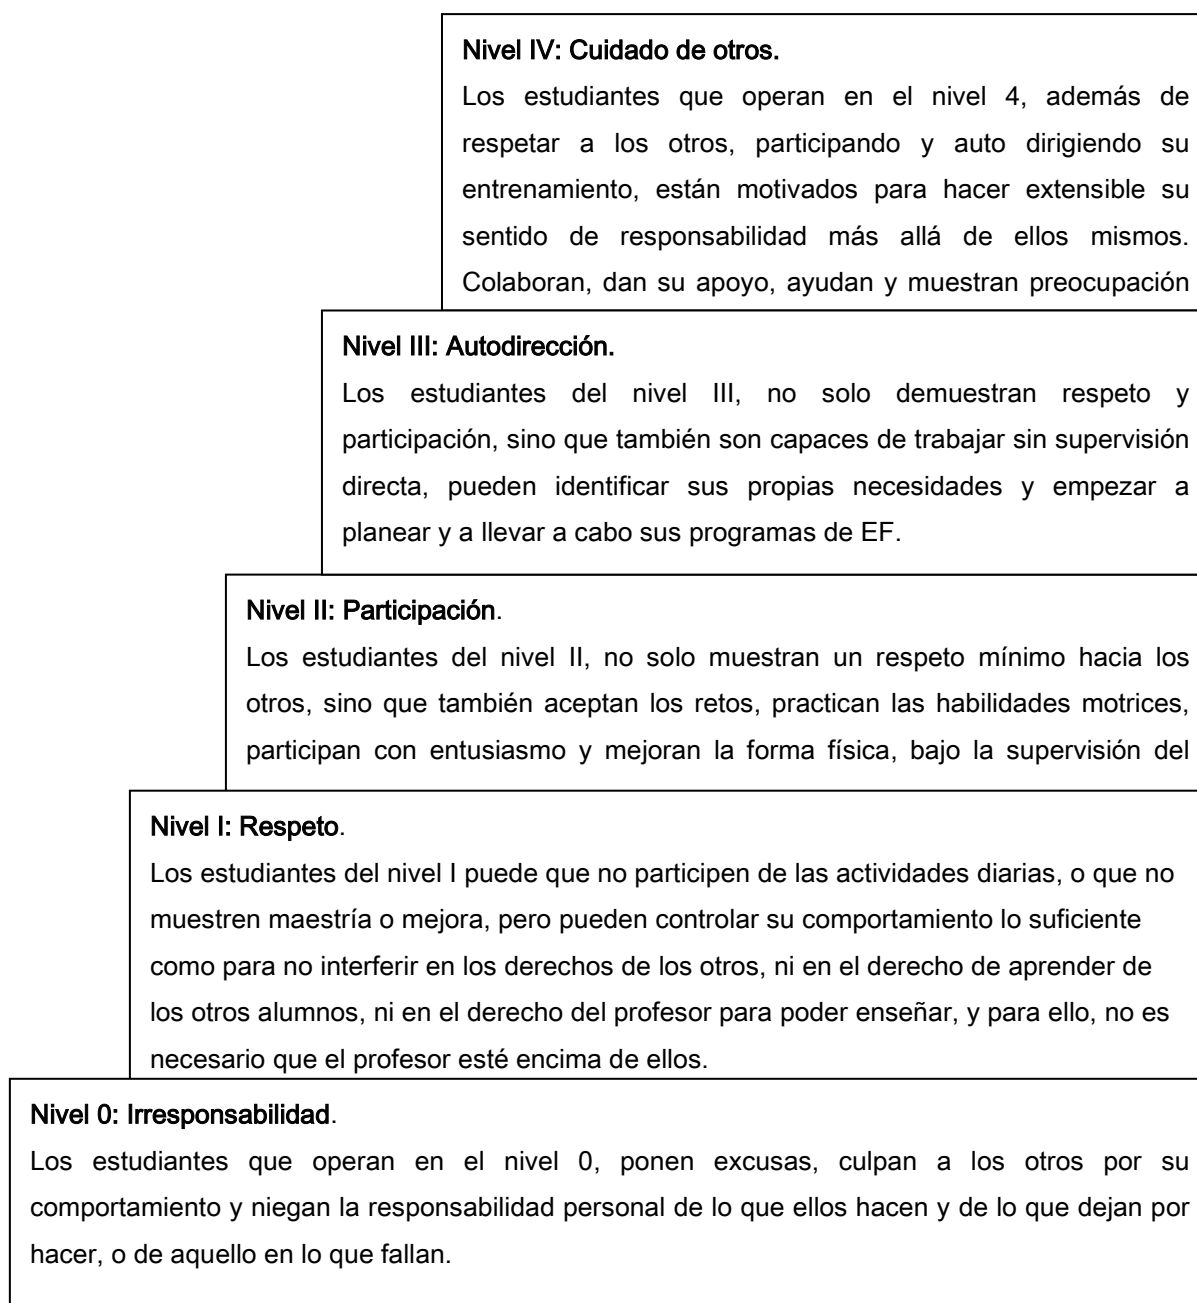 Nivel IV: Cuidado de otros.
Los estudiantes que operan en el nivel 4, además de
respetar a los otros, participando y auto dirigiendo su
entrenamiento, están motivados para hacer extensible su
sentido de responsabilidad más allá de ellos mismos.
Colaboran, dan su apoyo, ayudan y muestran preocupación
Nivel III: Autodirección.
Los estudiantes del nivel III, no solo demuestran respeto y
participación, sino que también son capaces de trabajar sin supervisión
directa, pueden identificar sus propias necesidades y empezar a
planear y a llevar a cabo sus programas de EF.
Nivel II: Participación.
Los estudiantes del nivel II, no solo muestran un respeto mínimo hacia los
otros, sino que también aceptan los retos, practican las habilidades motrices,
participan con entusiasmo y mejoran la forma física, bajo la supervisión del
Nivel I: Respeto.
Los estudiantes del nivel I puede que no participen de las actividades diarias, o que no
muestren maestría o mejora, pero pueden controlar su comportamiento lo suficiente
como para no interferir en los derechos de los otros, ni en el derecho de aprender de
los otros alumnos, ni en el derecho del profesor para poder enseñar, y para ello, no es
necesario que el profesor esté encima de ellos.
Nivel 0: Irresponsabilidad.
Los estudiantes que operan en el nivel 0, ponen excusas, culpan a los otros por su
comportamiento y niegan la responsabilidad personal de lo que ellos hacen y de lo que dejan por
hacer, o de aquello en lo que fallan.